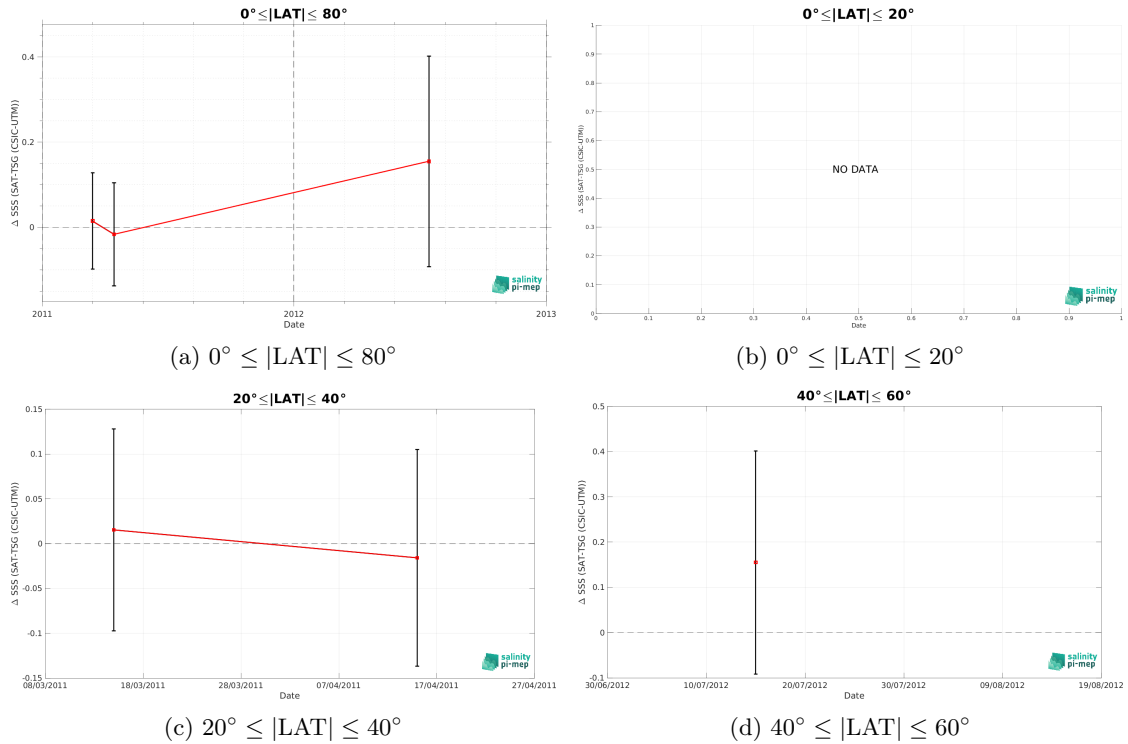 0°≤|LAT|≤ 80°
Δ SSS (SAT-TSG (CSIC-UTM))
0.4
0.2
0
2011
2012
2013
Date
salinity
pi-mep
(a) 0° ≤ |LAT| ≤ 80°
0°≤|LAT|≤ 20°
Δ SSS (SAT-TSG (CSIC-UTM))
1
0.9
0.8
0.7
0.6
0.5
0.4
0.3
0.2
0.1
0
NO DATA
0 0.1 0.2 0.3 0.4 0.5 0.6 0.7 0.8 0.9 1
Date
salinity
pi-mep
(b) 0° ≤ |LAT| ≤ 20°
20°≤|LAT|≤ 40°
Δ SSS (SAT-TSG (CSIC-UTM))
0.15
0.1
0.05
0
-0.05
-0.1
-0.15
08/03/2011 18/03/2011 28/03/2011 07/04/2011 17/04/2011 27/04/2011
Date
salinity
pi-mep
(c) 20° ≤ |LAT| ≤ 40°
40°≤|LAT|≤ 60°
Δ SSS (SAT-TSG (CSIC-UTM))
0.5
0.4
0.3
0.2
0.1
0
-0.1
30/06/2012 10/07/2012 20/07/2012 30/07/2012 09/08/2012 19/08/2012
Date
salinity
pi-mep
(d) 40° ≤ |LAT| ≤ 60°